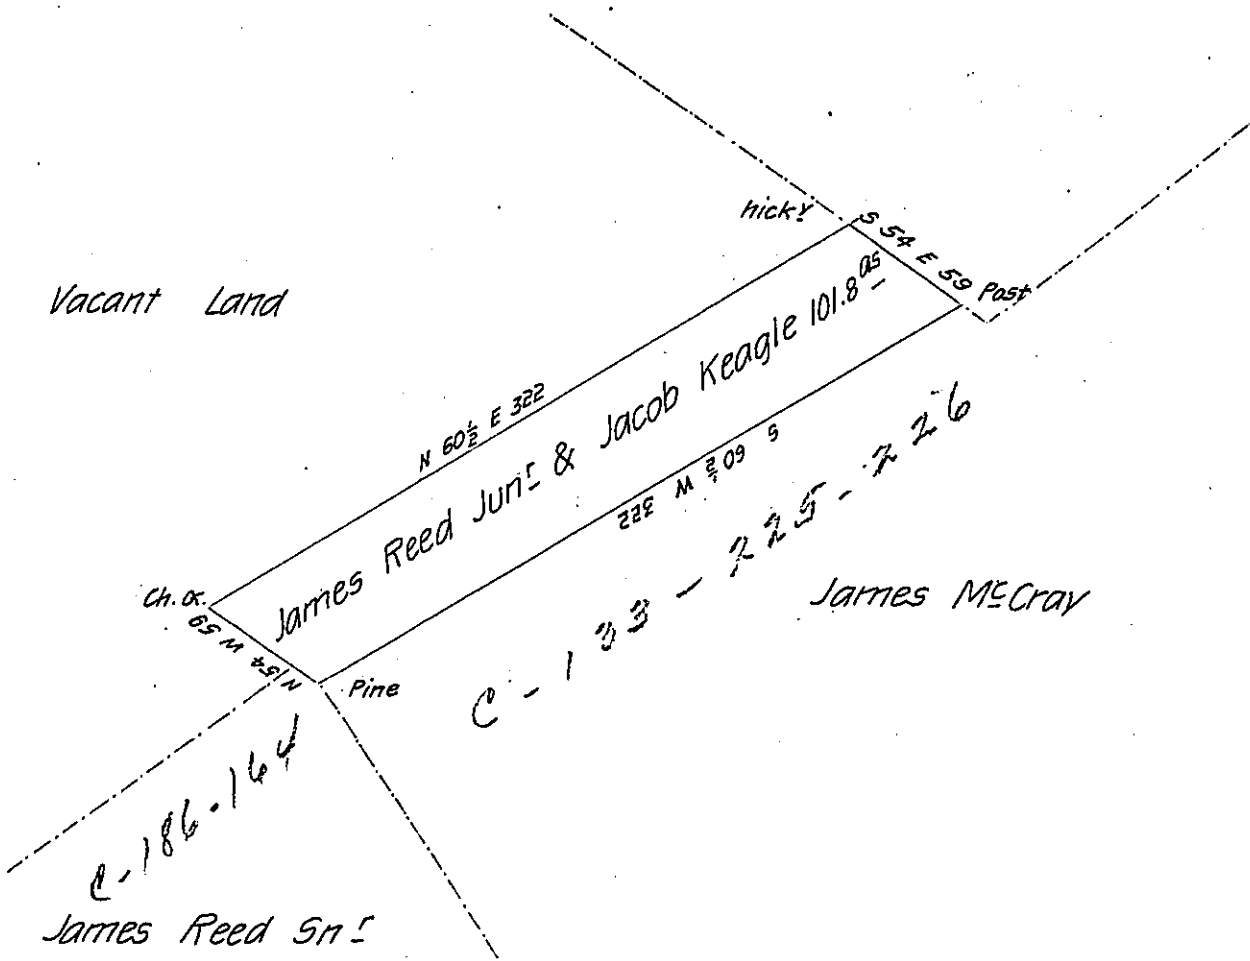 hickʳ
S 54 E 59
Post
Vacant Land
N 60½ E 322
James Reed Junʳ & Jacob Keagle 101.8 ᵃˢ
S 60½ W 322
C-133-225-226
Ch. o.
N 54 W 59
Pine
James MᶜCray
C-186-164
James Reed Snʳ